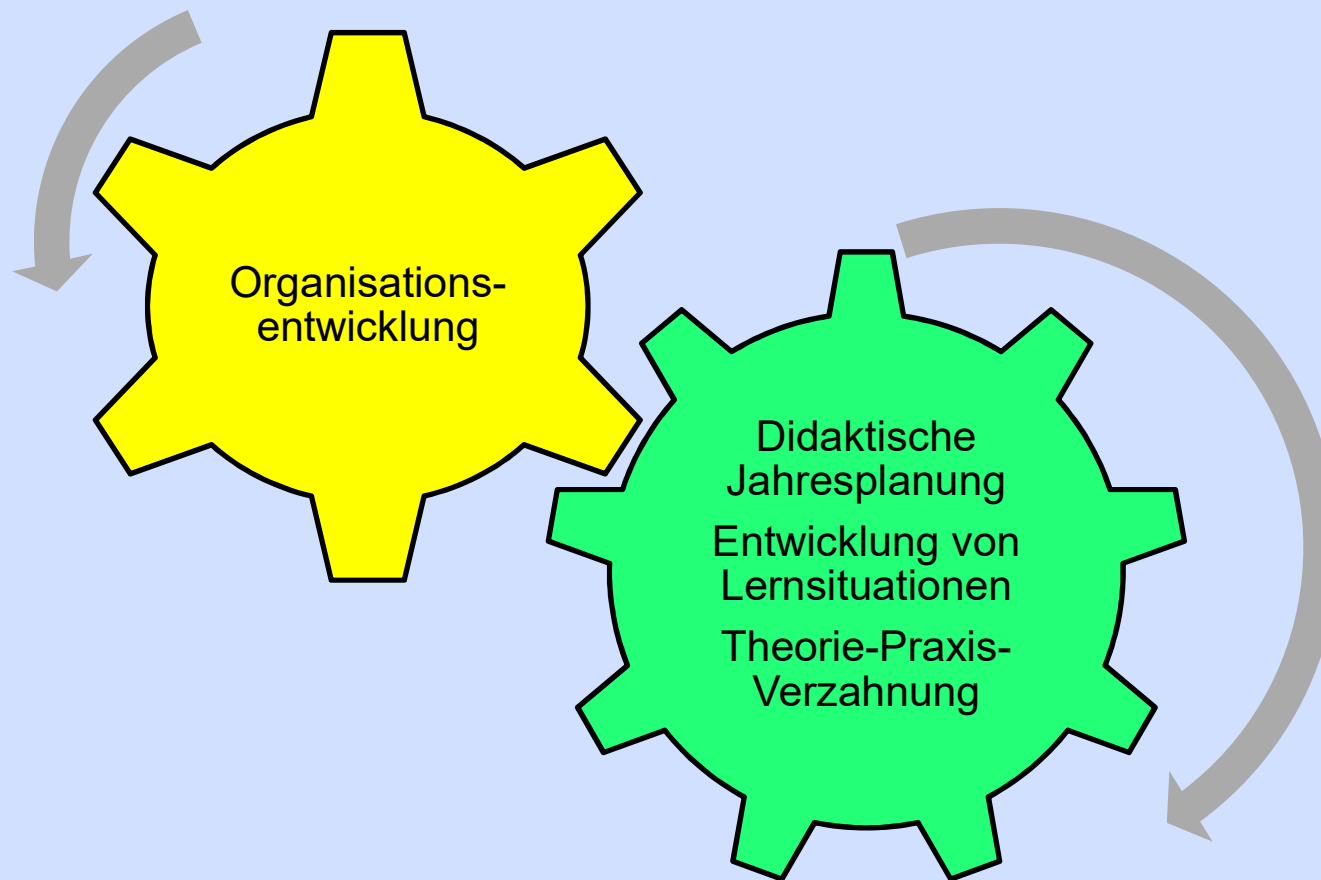 Organisations-
entwicklung
Didaktische
Jahresplanung
Entwicklung von
Lernsituationen
Theorie-Praxis-
Verzahnung